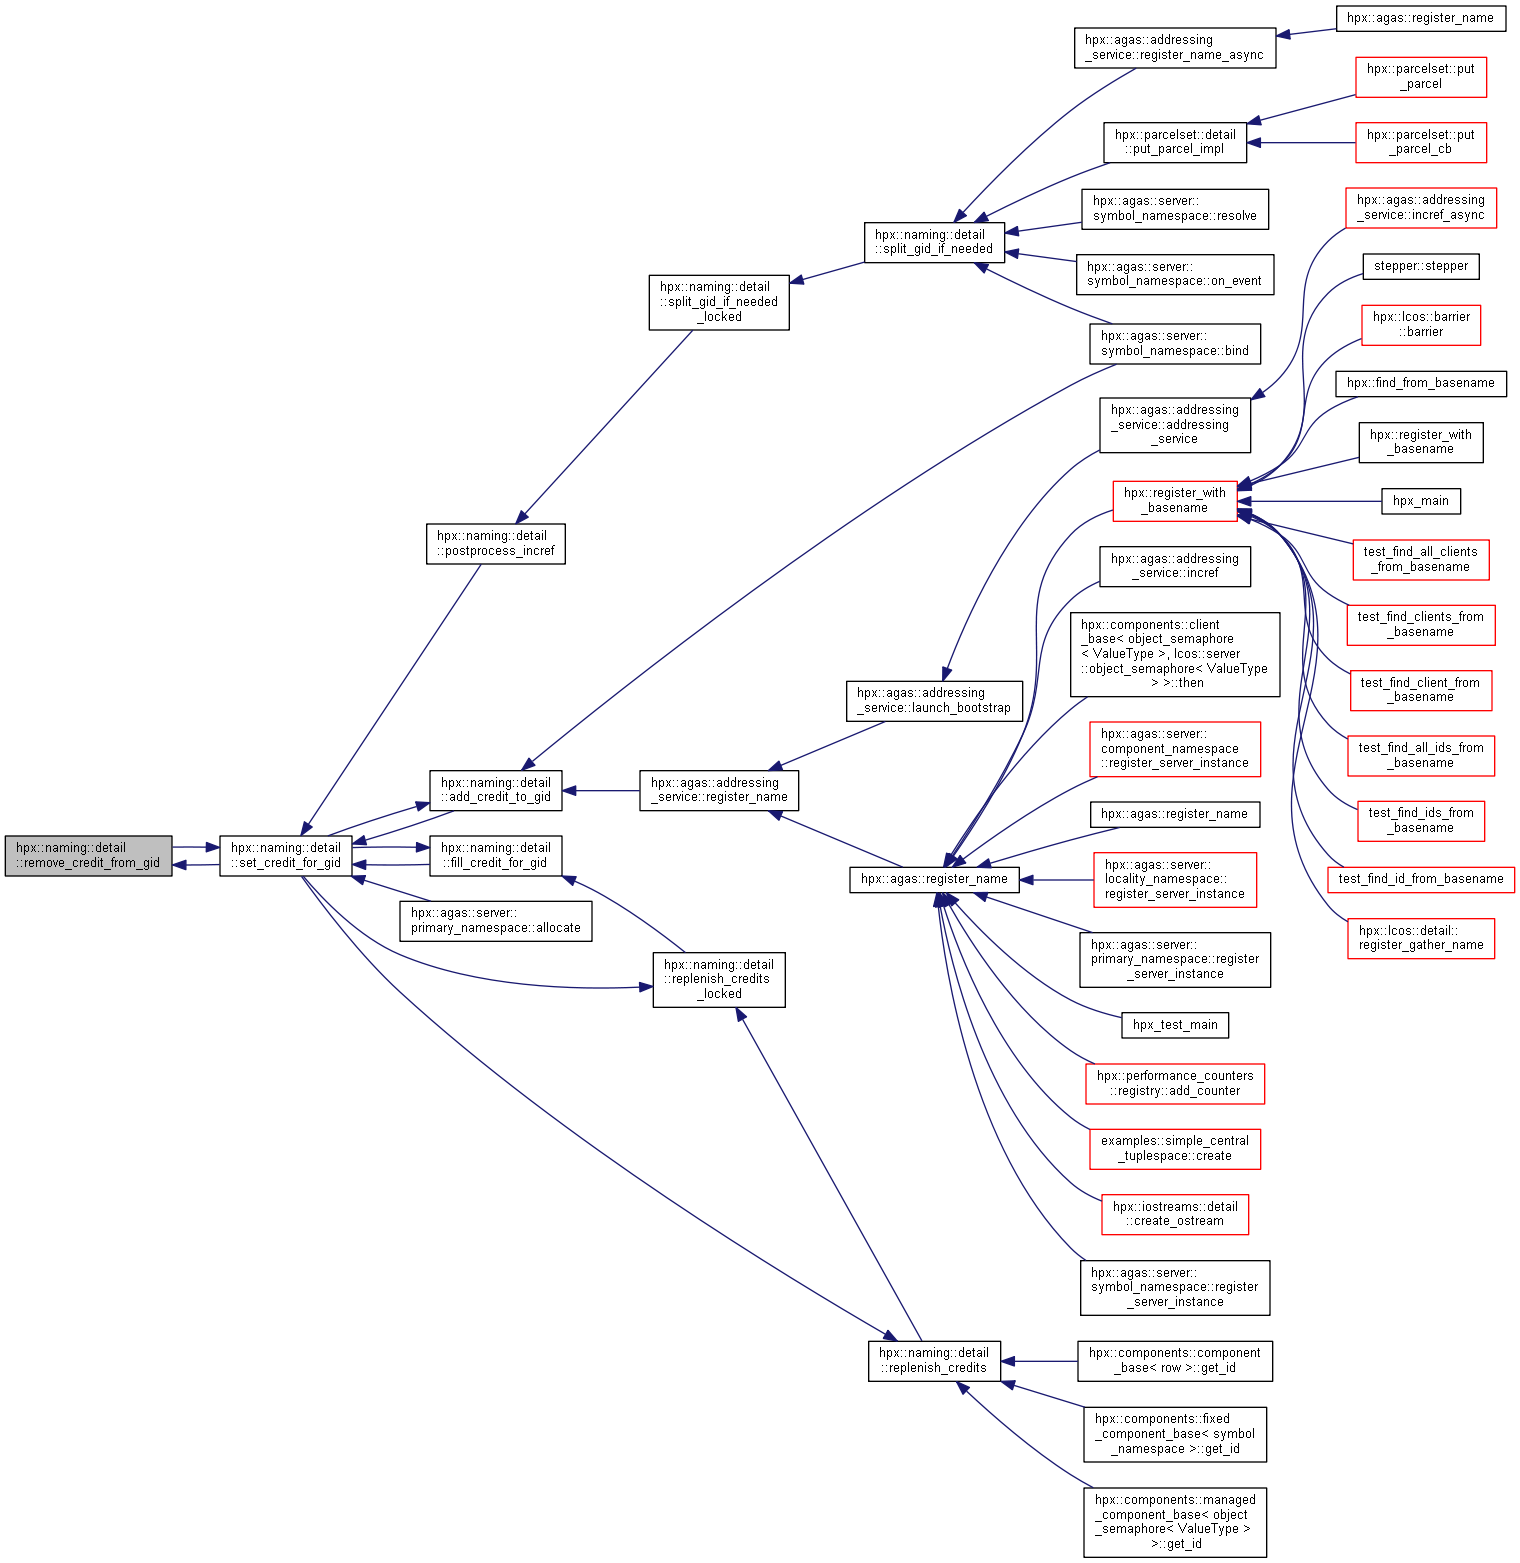 hpx::naming::detail
::remove_credit_from_gid
hpx::naming::detail
::set_credit_for_gid
hpx::naming::detail
::postprocess_incref
hpx::naming::detail
::add_credit_to_gid
hpx::naming::detail
::fill_credit_for_gid
hpx::agas::server::
primary_namespace::allocate
hpx::naming::detail
::split_gid_if_needed
_locked
hpx::agas::addressing
_service::register_name
hpx::naming::detail
::replenish_credits
_locked
hpx::naming::detail
::split_gid_if_needed
hpx::agas::addressing
_service::launch_bootstrap
hpx::agas::register_name
hpx::naming::detail
::replenish_credits
hpx::agas::addressing
_service::register_name_async
hpx::parcelset::detail
::put_parcel_impl
hpx::agas::server::
symbol_namespace::resolve
hpx::agas::server::
symbol_namespace::on_event
hpx::agas::server::
symbol_namespace::bind
hpx::agas::addressing
_service::addressing
_service
hpx::register_with
_basename
hpx::agas::addressing
_service::incref
hpx::components::client
_base< object_semaphore
< ValueType >, lcos::server
::object_semaphore< ValueType
> >::then
hpx::agas::server::
component_namespace
::register_server_instance
hpx::agas::register_name
hpx::agas::server::
locality_namespace::
register_server_instance
hpx::agas::server::
primary_namespace::register
_server_instance
hpx_test_main
hpx::performance_counters
::registry::add_counter
examples::simple_central
_tuplespace::create
hpx::iostreams::detail
::create_ostream
hpx::agas::server::
symbol_namespace::register
_server_instance
hpx::components::component
_base< row >::get_id
hpx::components::fixed
_component_base< symbol
_namespace >::get_id
hpx::components::managed
_component_base< object
_semaphore< ValueType >
>::get_id
hpx::agas::register_name
hpx::parcelset::put
_parcel
hpx::parcelset::put
_parcel_cb
hpx::agas::addressing
_service::incref_async
stepper::stepper
hpx::lcos::barrier
::barrier
hpx::find_from_basename
hpx::register_with
_basename
hpx_main
test_find_all_clients
_from_basename
test_find_clients_from
_basename
test_find_client_from
_basename
test_find_all_ids_from
_basename
test_find_ids_from
_basename
test_find_id_from_basename
hpx::lcos::detail::
register_gather_name